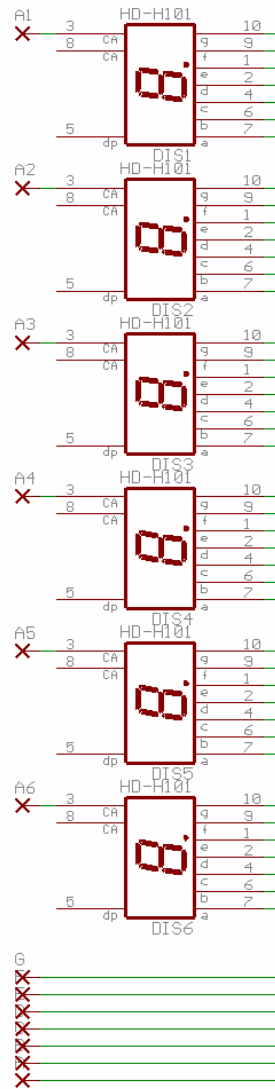 A1 HD-H101
3 CA g 10
8 CA f 9
e 1
d 2
c 4
b 6
5 dp a 7
DIS1
A2 HD-H101
3 CA g 10
8 CA f 9
e 1
d 2
c 4
b 6
5 dp a 7
DIS2
A3 HD-H101
3 CA g 10
8 CA f 9
e 1
d 2
c 4
b 6
5 dp a 7
DIS3
A4 HD-H101
3 CA g 10
8 CA f 9
e 1
d 2
c 4
b 6
5 dp a 7
DIS4
A5 HD-H101
3 CA g 10
8 CA f 9
e 1
d 2
c 4
b 6
5 dp a 7
DIS5
A6 HD-H101
3 CA g 10
8 CA f 9
e 1
d 2
c 4
b 6
5 dp a 7
DIS6
G